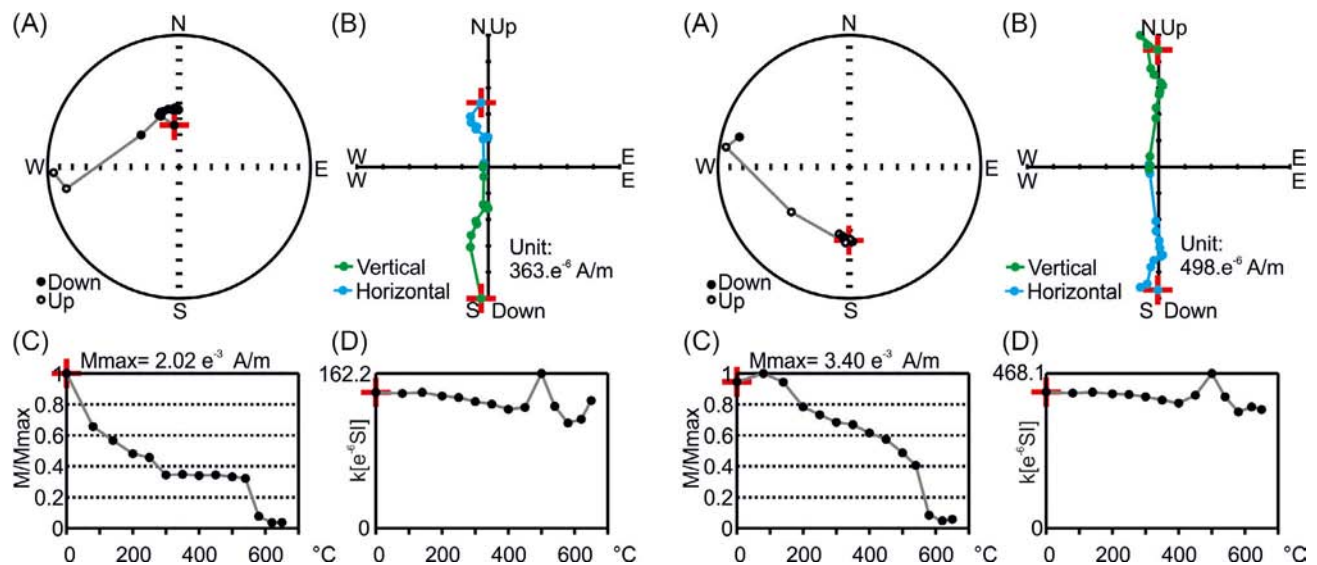 (A)
N
W
E
S
Down
Up
(B)
N Up
W
E
W
E
Unit:
363.e⁻⁶ A/m
Vertical
Horizontal
S Down
(A)
N
W
E
S
Down
Up
(B)
N Up
W
E
W
E
Unit:
498.e⁻⁶ A/m
Vertical
Horizontal
S Down
(C)
Mmax= 2.02 e⁻³ A/m
M/Mmax
1
0.8
0.6
0.4
0.2
0
0 200 400 600 °C
(D)
162.2
k[e⁻⁶SI]
0
0 200 400 600 °C
(C)
Mmax= 3.40 e⁻³ A/m
M/Mmax
1
0.8
0.6
0.4
0.2
0
0 200 400 600 °C
(D)
468.1
k[e⁻⁶SI]
0
0 200 400 600 °C